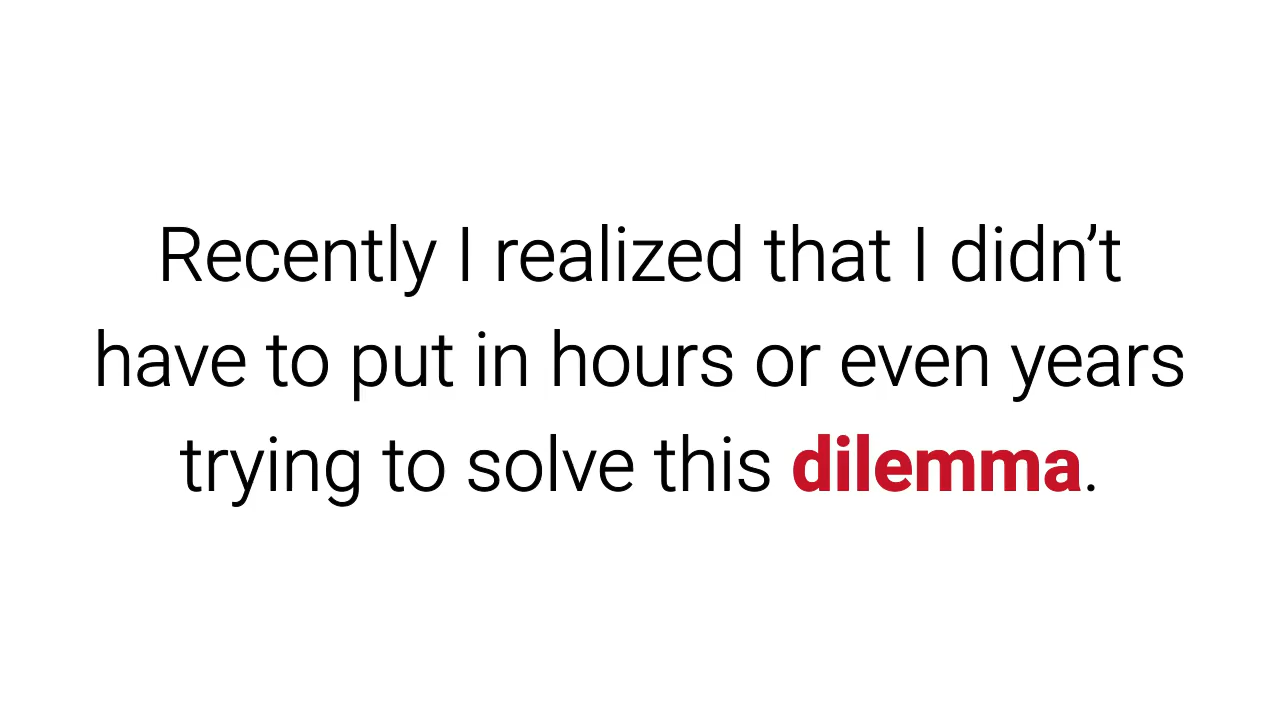 Recently I realized that I didn’t
have to put in hours or even years
trying to solve this dilemma.